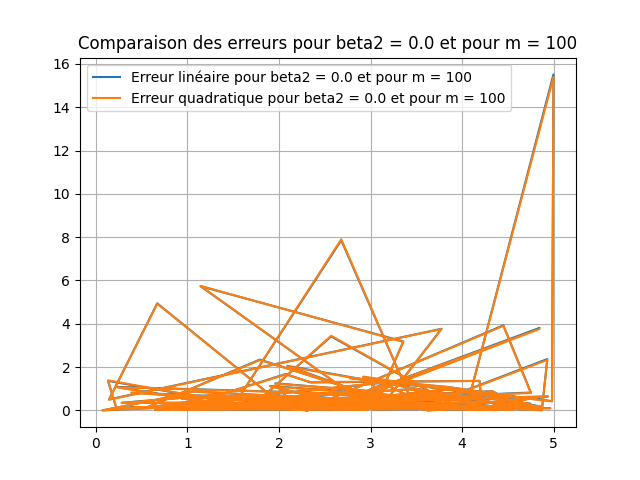 Comparaison des erreurs pour beta2 = 0.0 et pour m = 100
Erreur linéaire pour beta2 = 0.0 et pour m = 100
Erreur quadratique pour beta2 = 0.0 et pour m = 100
16
14
12
10
8
6
4
2
0
0 1 2 3 4 5